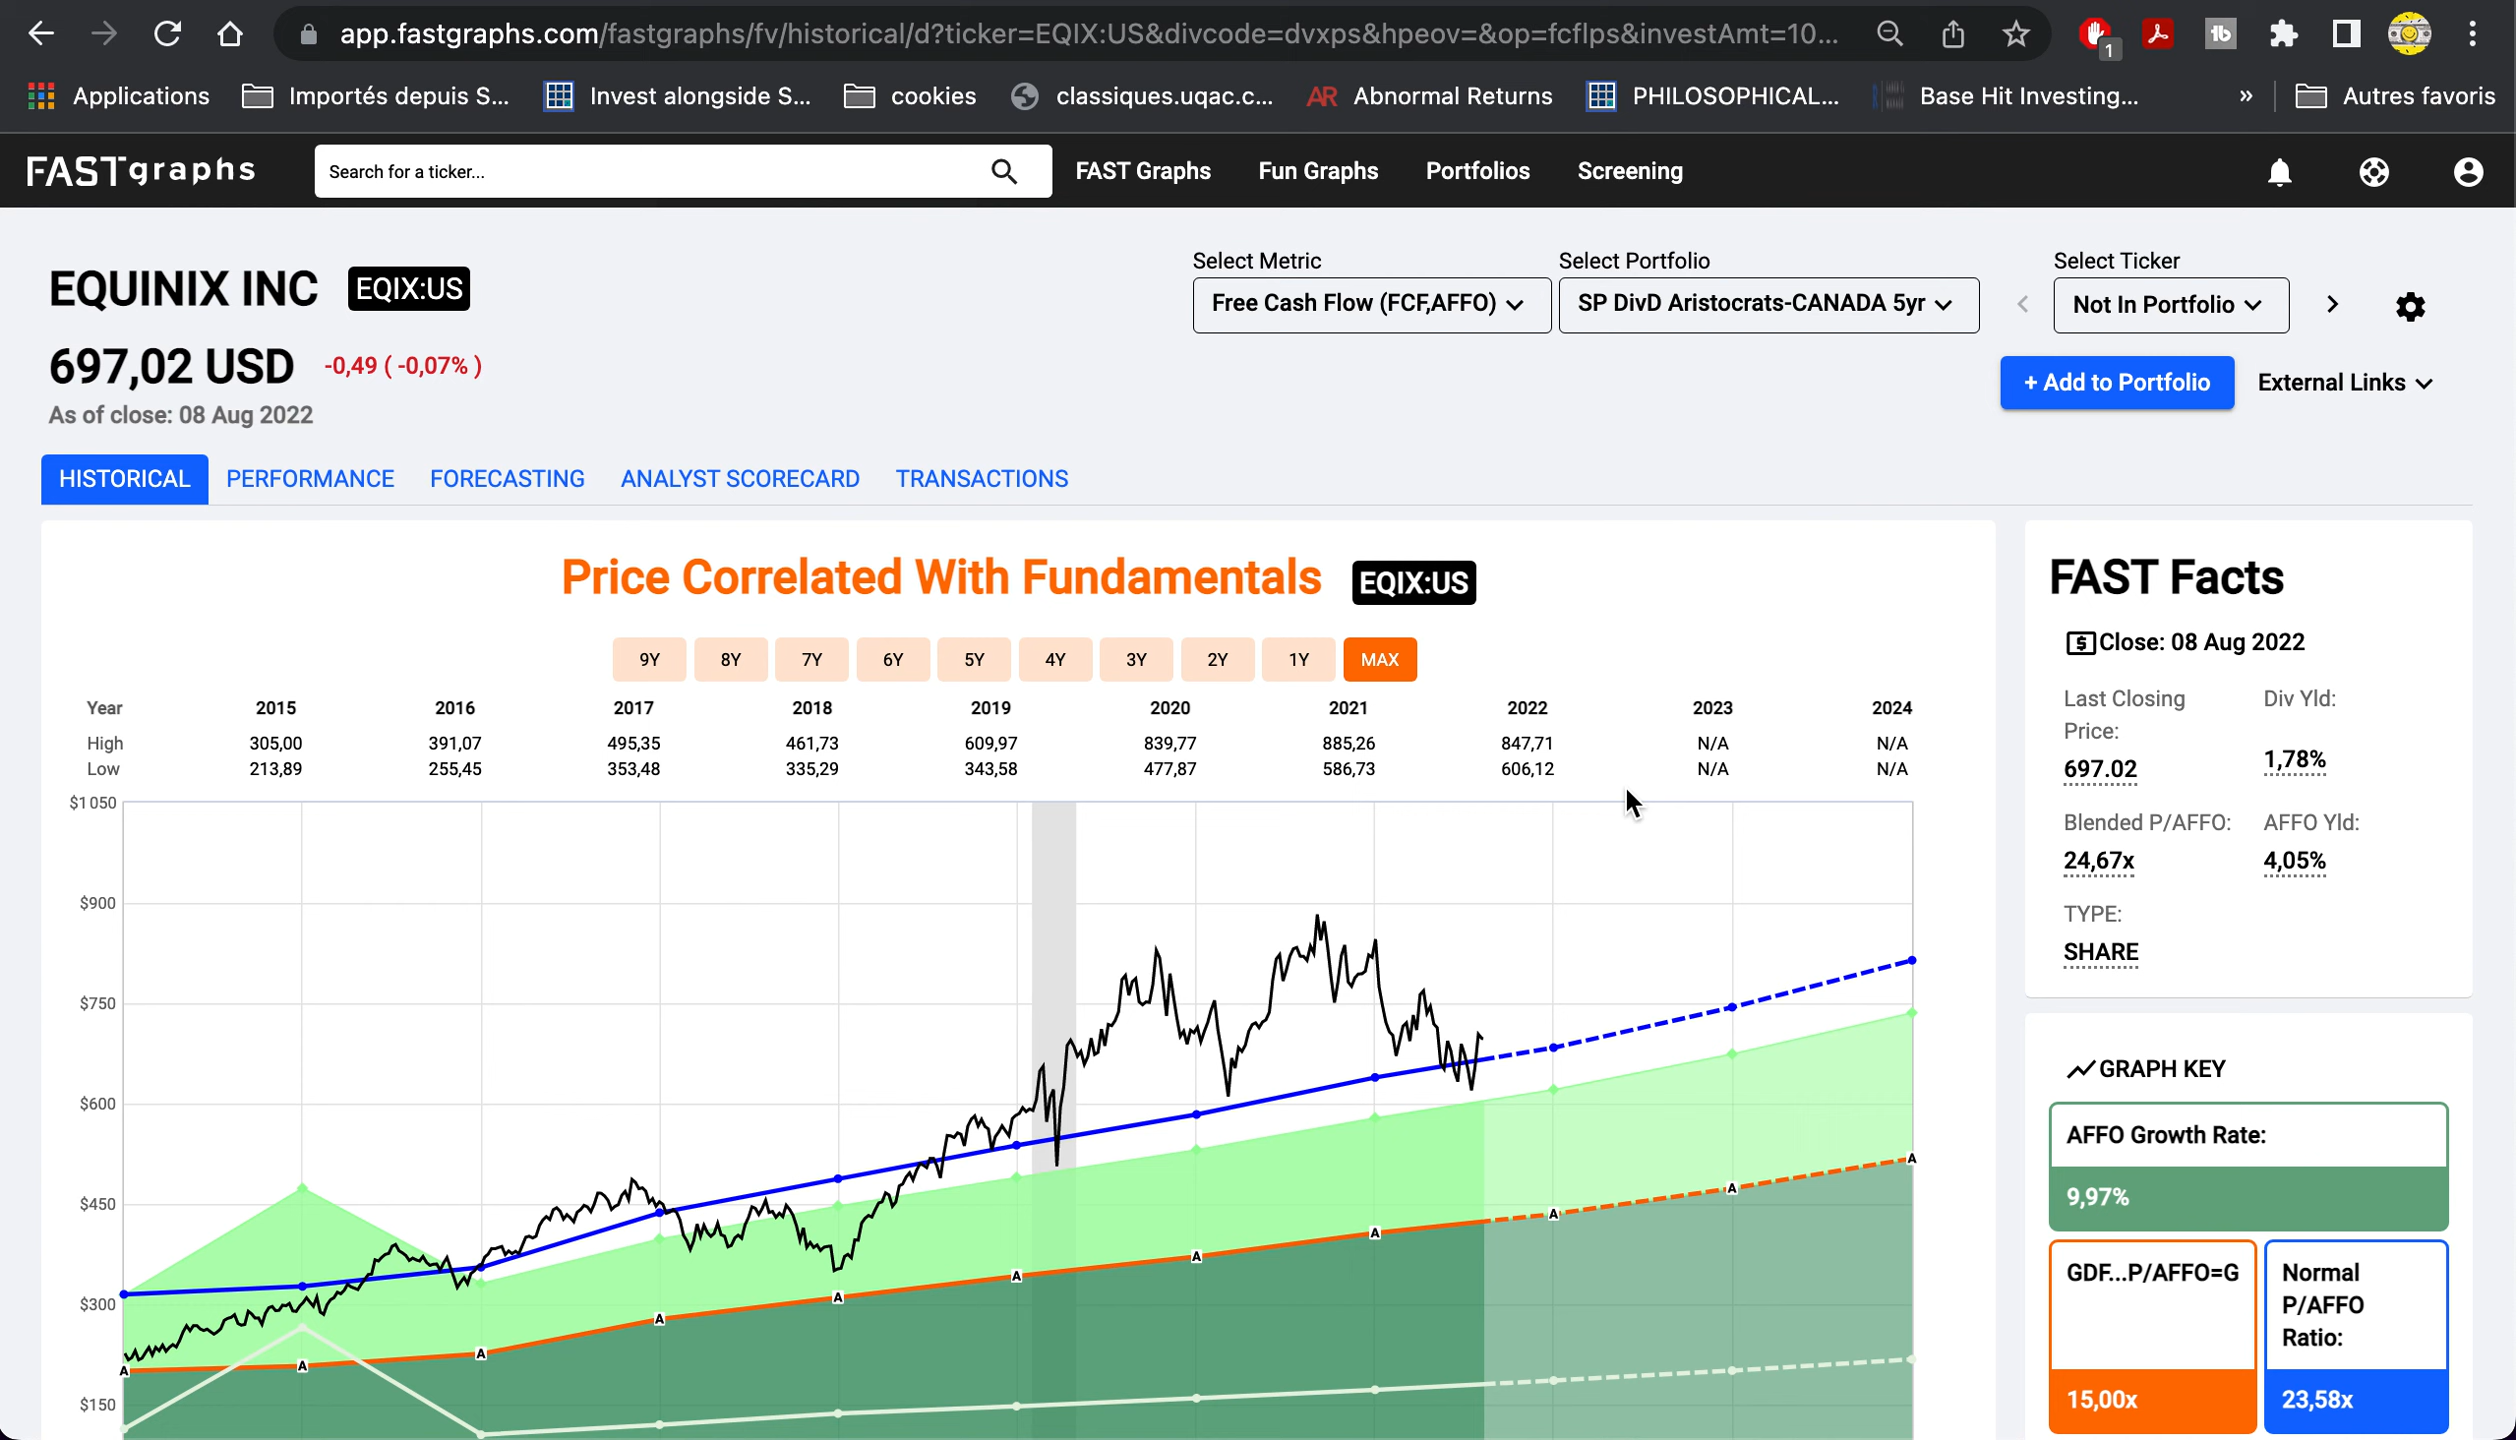 app.fastgraphs.com/fastgraphs/fv/historical/d?ticker=EQIX:US&divcode=dvxps&hpeov=&op=fcflps&investAmt=10...
1
Applications
Importés depuis S...
Invest alongside S...
cookies
classiques.uqac.c...
AR Abnormal Returns
PHILOSOPHICAL...
Base Hit Investing...
»
Autres favoris
FASTgraphs
Search for a ticker...
FAST Graphs
Fun Graphs
Portfolios
Screening
EQUINIX INC EQIX:US
697,02 USD -0,49 ( -0,07% )
As of close: 08 Aug 2022
Select Metric
Free Cash Flow (FCF,AFFO)
Select Portfolio
SP DivD Aristocrats-CANADA 5yr
Select Ticker
Not In Portfolio
+ Add to Portfolio
External Links
HISTORICAL PERFORMANCE FORECASTING ANALYST SCORECARD TRANSACTIONS
Price Correlated With Fundamentals EQIX:US
9Y 8Y 7Y 6Y 5Y 4Y 3Y 2Y 1Y MAX
Year 2015 2016 2017 2018 2019 2020 2021 2022 2023 2024
High 305,00 391,07 495,35 461,73 609,97 839,77 885,26 847,71 N/A N/A
Low 213,89 255,45 353,48 335,29 343,58 477,87 586,73 606,12 N/A N/A
$1 050
$900
$750
$600
$450
$300
$150
A A A A A A A A A A A
FAST Facts
Close: 08 Aug 2022
Last Closing Price:
697.02
Div Yld:
1,78%
Blended P/AFFO:
24,67x
AFFO Yld:
4,05%
TYPE:
SHARE
GRAPH KEY
AFFO Growth Rate:
9,97%
GDF...P/AFFO=G
15,00x
Normal
P/AFFO
Ratio:
23,58x